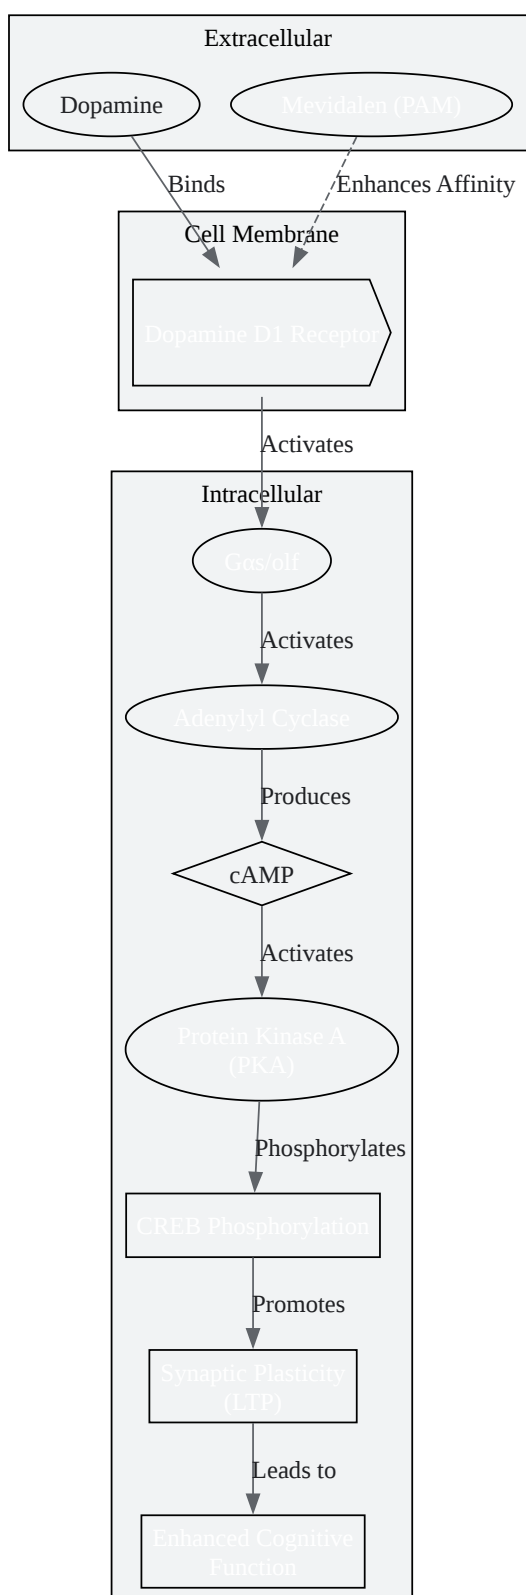 Extracellular
Dopamine
Mevidalen (PAM)
Binds
Enhances Affinity
Cell Membrane
Dopamine D1 Receptor
Activates
Intracellular
Gαs/olf
Activates
Adenylyl Cyclase
Produces
cAMP
Activates
Protein Kinase A
(PKA)
Phosphorylates
CREB Phosphorylation
Promotes
Synaptic Plasticity
(LTP)
Leads to
Enhanced Cognitive
Function